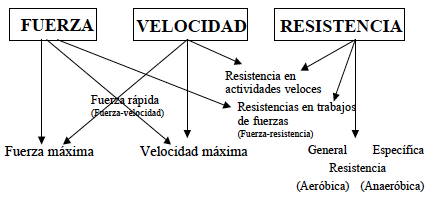 FUERZA
VELOCIDAD
RESISTENCIA
Resistencia en
actividades veloces
Fuerza rápida
(Fuerza-velocidad)
Resistencias en trabajos
de fuerzas
(Fuerza-resistencia)
Fuerza máxima
Velocidad máxima
General Específica
Resistencia
(Aeróbica) (Anaeróbica)